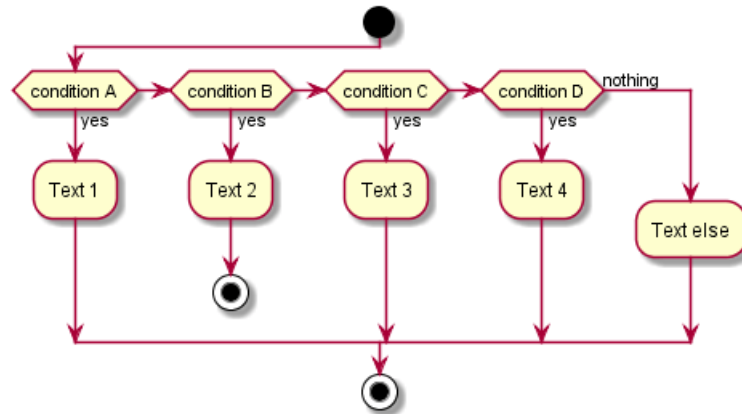 nothing
condition A
condition B
condition C
condition D
yes
yes
yes
yes
Text 1
Text 2
Text 3
Text 4
Text else